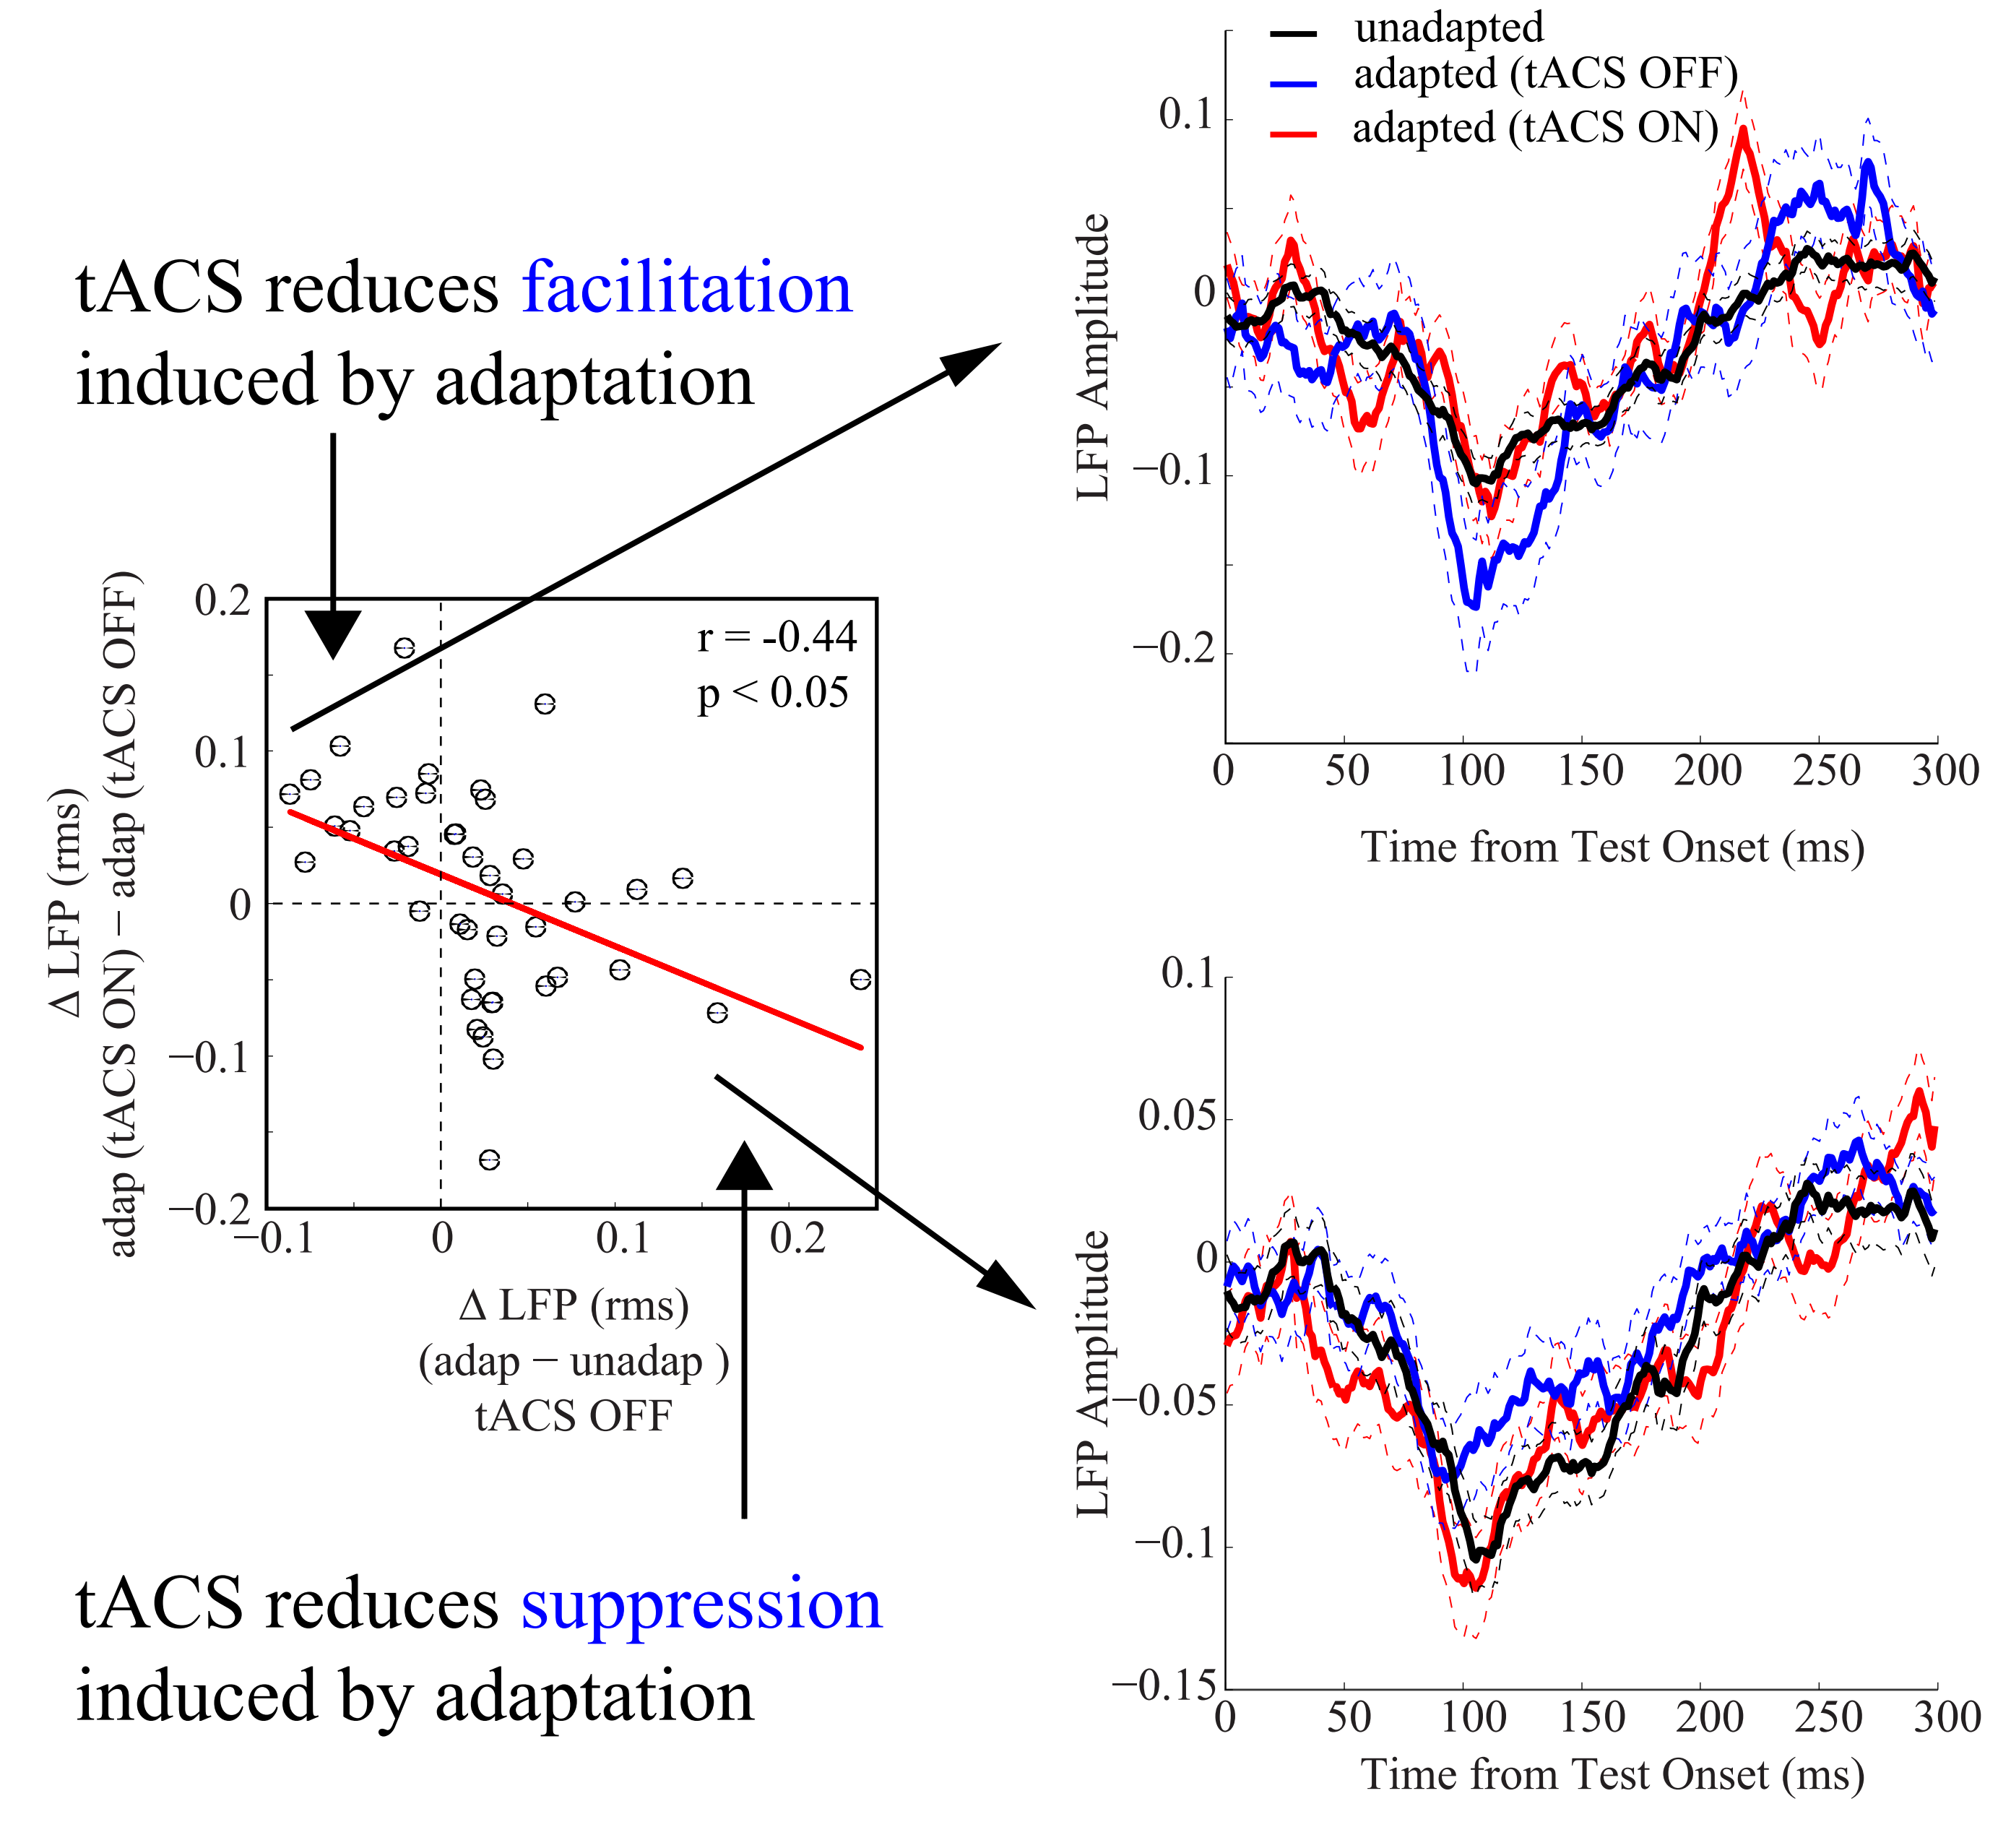 unadapted
adapted (tACS OFF)
adapted (tACS ON)
0.1
0
−0.1
−0.2
LFP Amplitude
0 50 100 150 200 250 300
Time from Test Onset (ms)
tACS reduces facilitation
induced by adaptation
Δ LFP (rms)
adap (tACS ON) − adap (tACS OFF)
0.2
0.1
0
−0.1
−0.2
r = -0.44
p < 0.05
−0.1 0 0.1 0.2
Δ LFP (rms)
(adap − unadap )
tACS OFF
0.1
0.05
0
−0.05
−0.1
−0.15
LFP Amplitude
0 50 100 150 200 250 300
Time from Test Onset (ms)
tACS reduces suppression
induced by adaptation